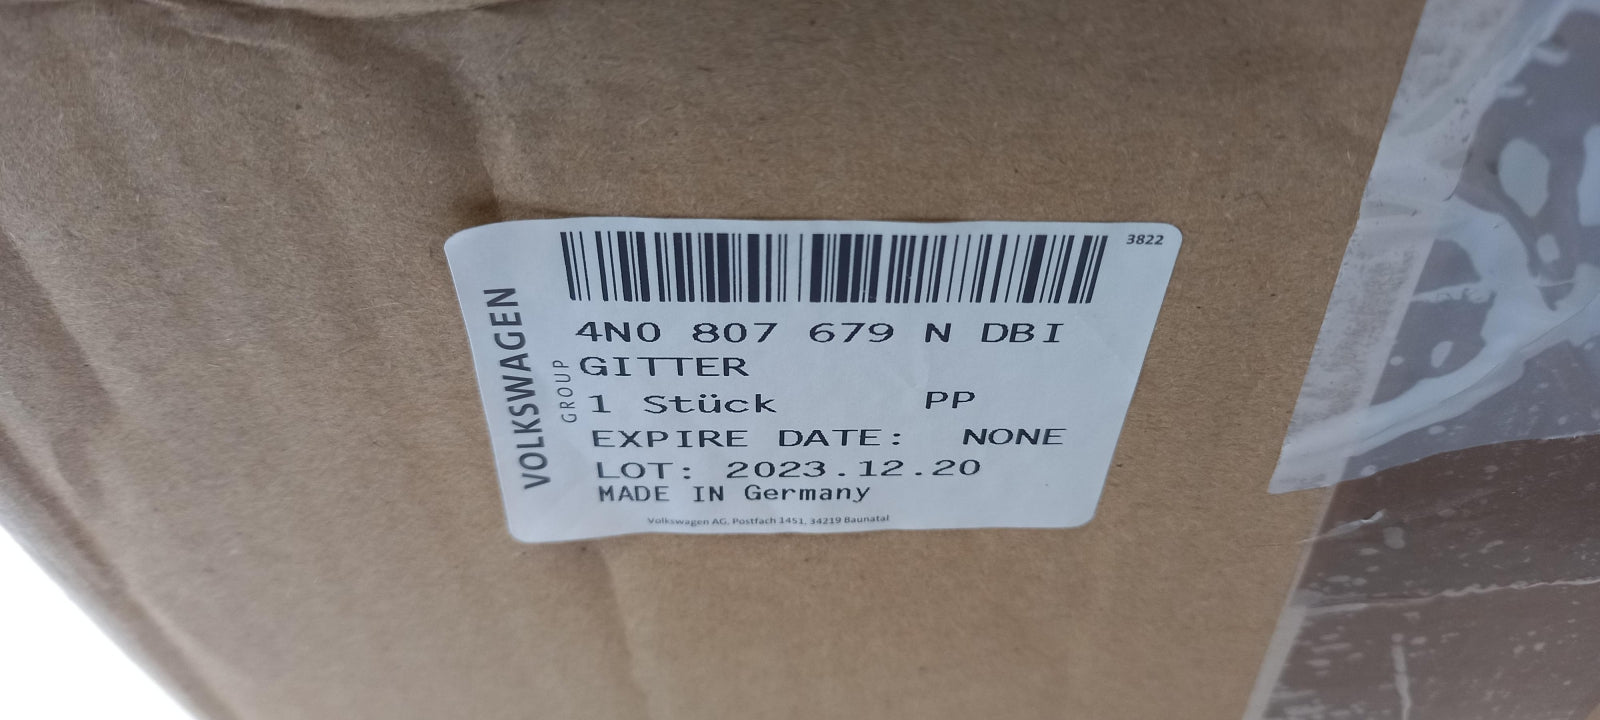 3822
4N0 807 679 N DBI
GITTER
1 Stück PP
EXPIRE DATE: NONE
LOT: 2023.12.20
MADE IN Germany
Volkswagen AG, Postfach 1451, 34219 Baunatal
VOLKSWAGEN
GROUP